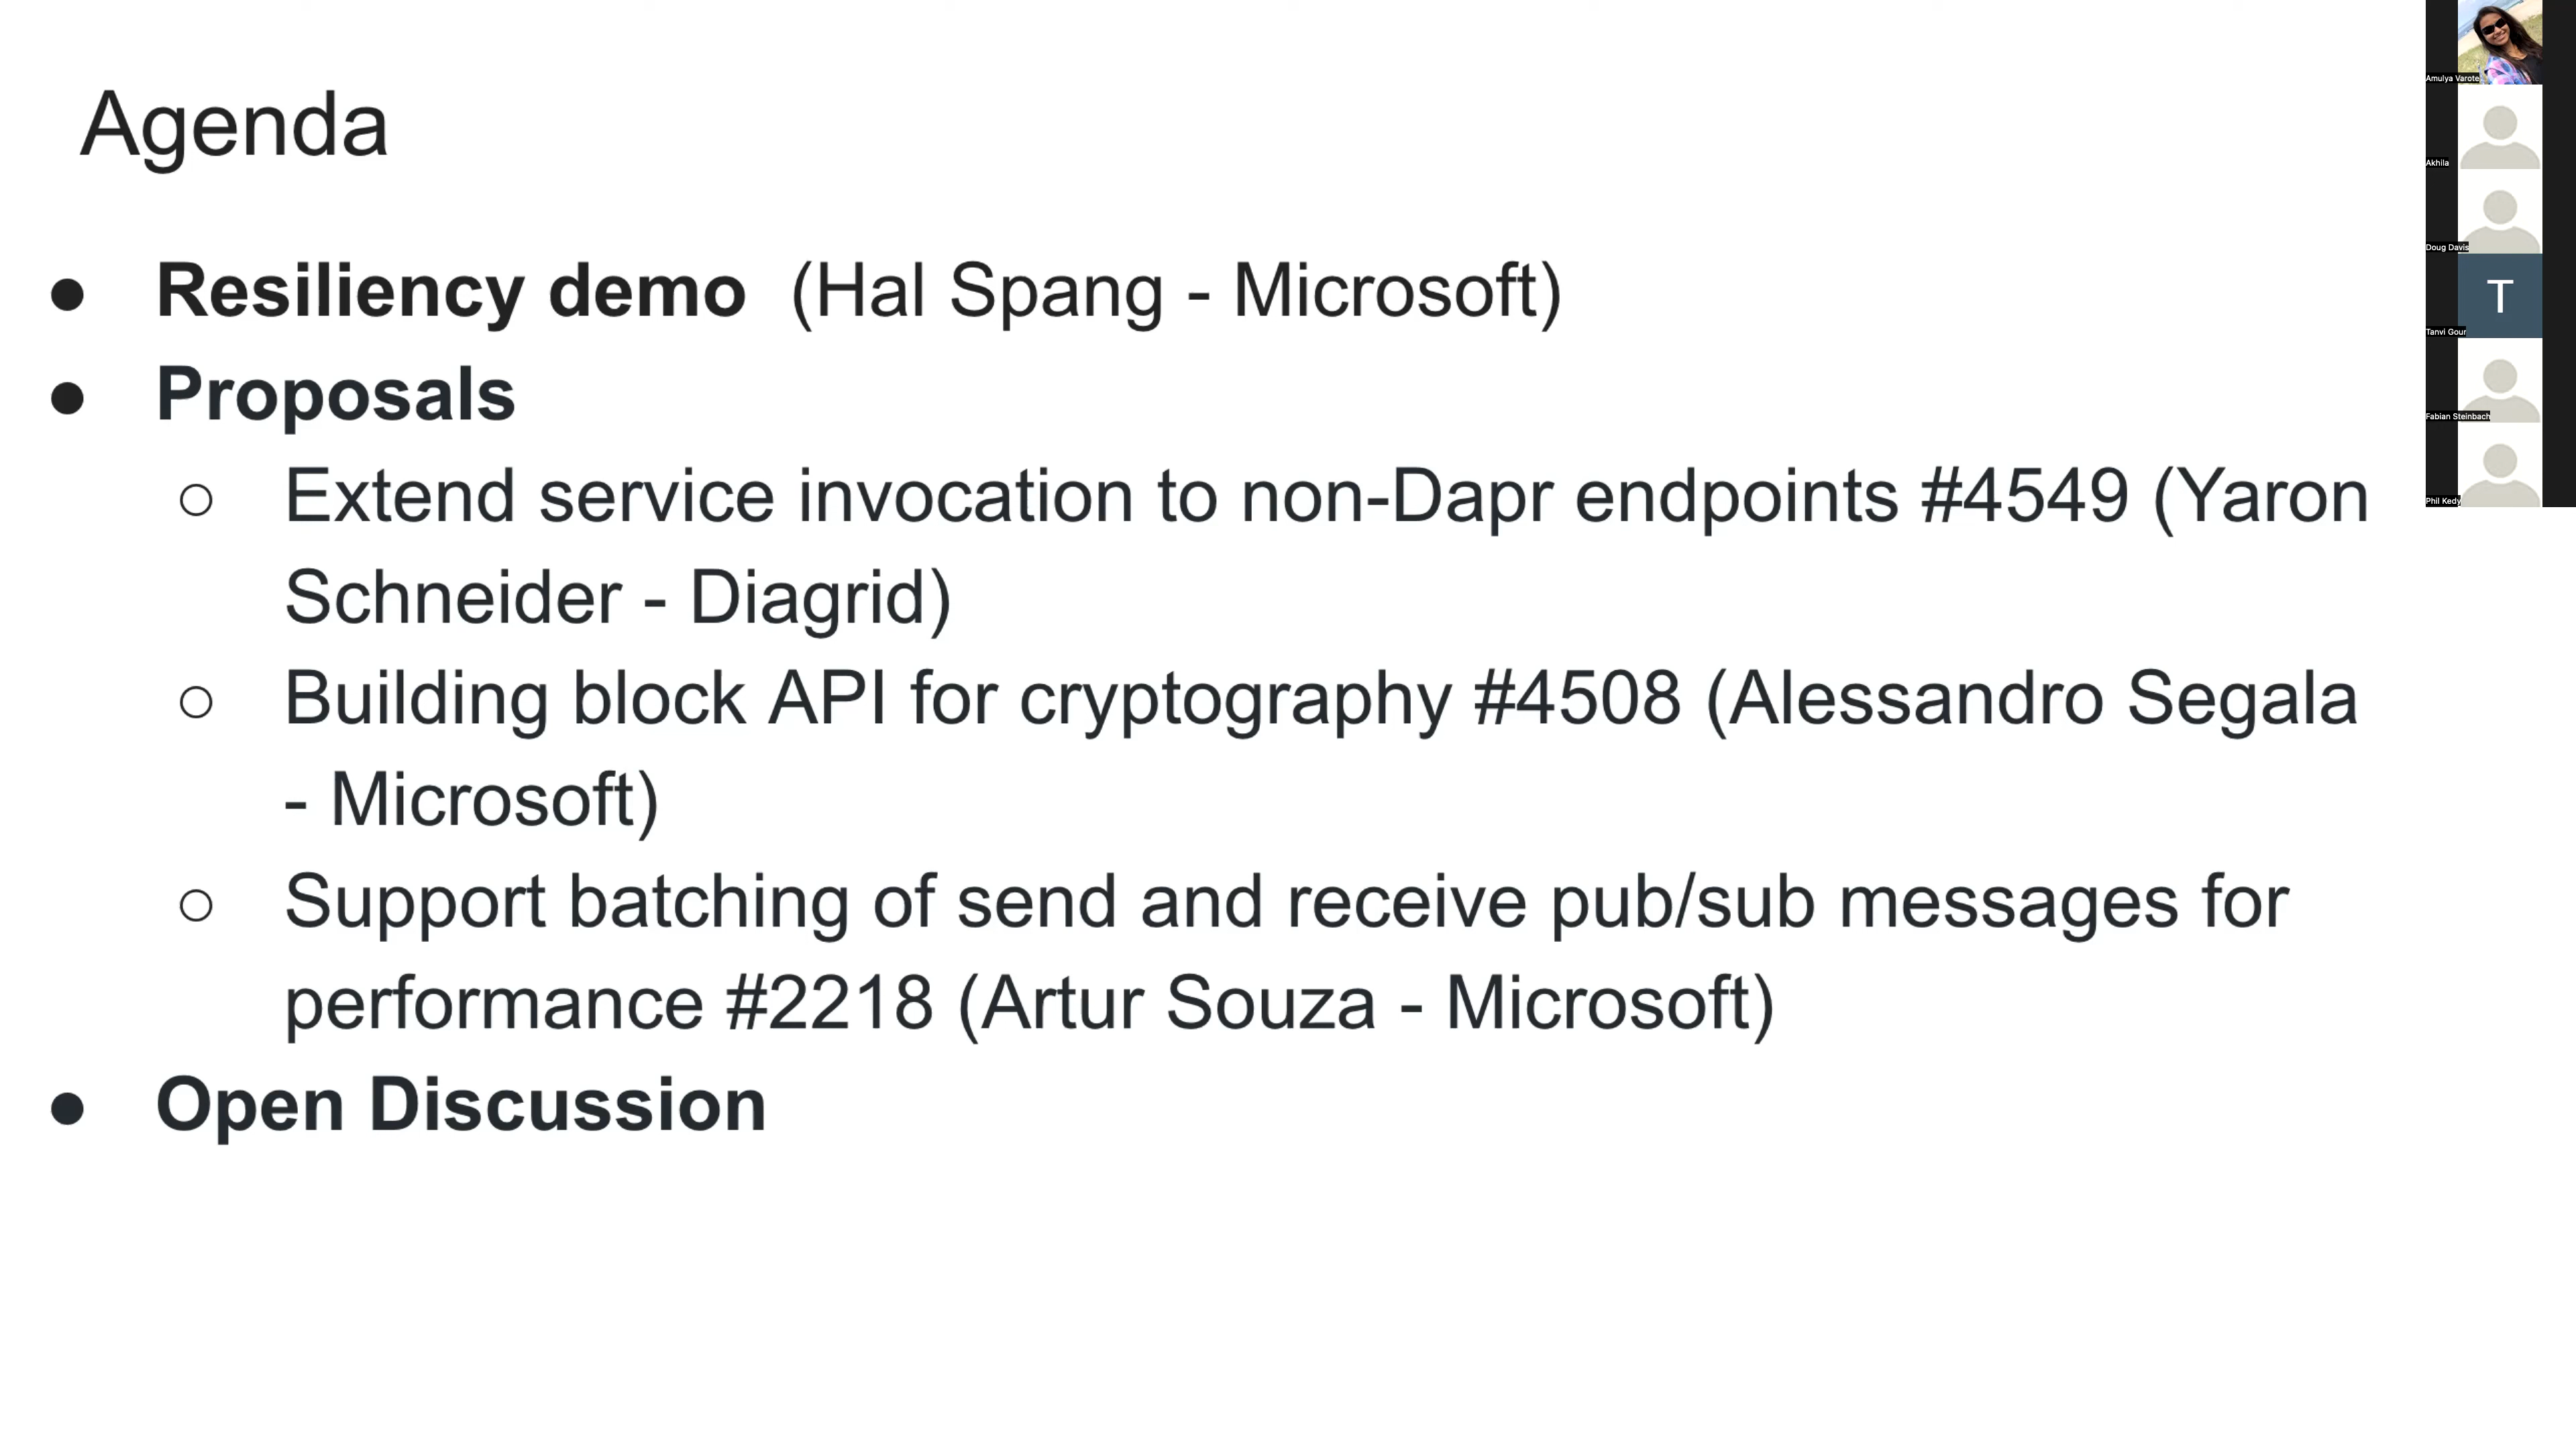 Agenda
● Resiliency demo (Hal Spang - Microsoft)
● Proposals
○ Extend service invocation to non-Dapr endpoints #4549 (Yaron
Schneider - Diagrid)
○ Building block API for cryptography #4508 (Alessandro Segala
- Microsoft)
○ Support batching of send and receive pub/sub messages for
performance #2218 (Artur Souza - Microsoft)
● Open Discussion
Amulya Varote
Akhila
Doug Davis
T
Tanvi Gour
Fabian Steinbach
Phil Kedy